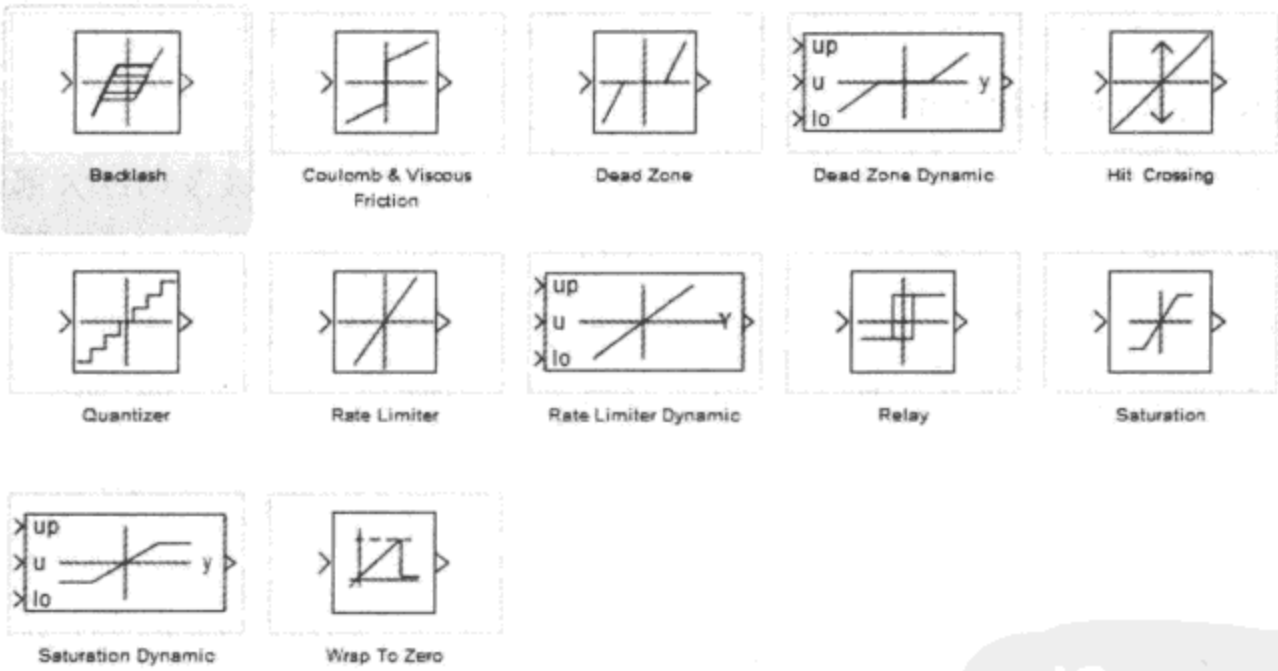 up
u y
lo
Backlash
Coulomb & Viscous
Friction
Dead Zone
Dead Zone Dynamic
Hit Crossing
up
u Y
lo
Quantizer
Rate Limiter
Rate Limiter Dynamic
Relay
Saturation
up
u y
lo
Saturation Dynamic
Wrap To Zero